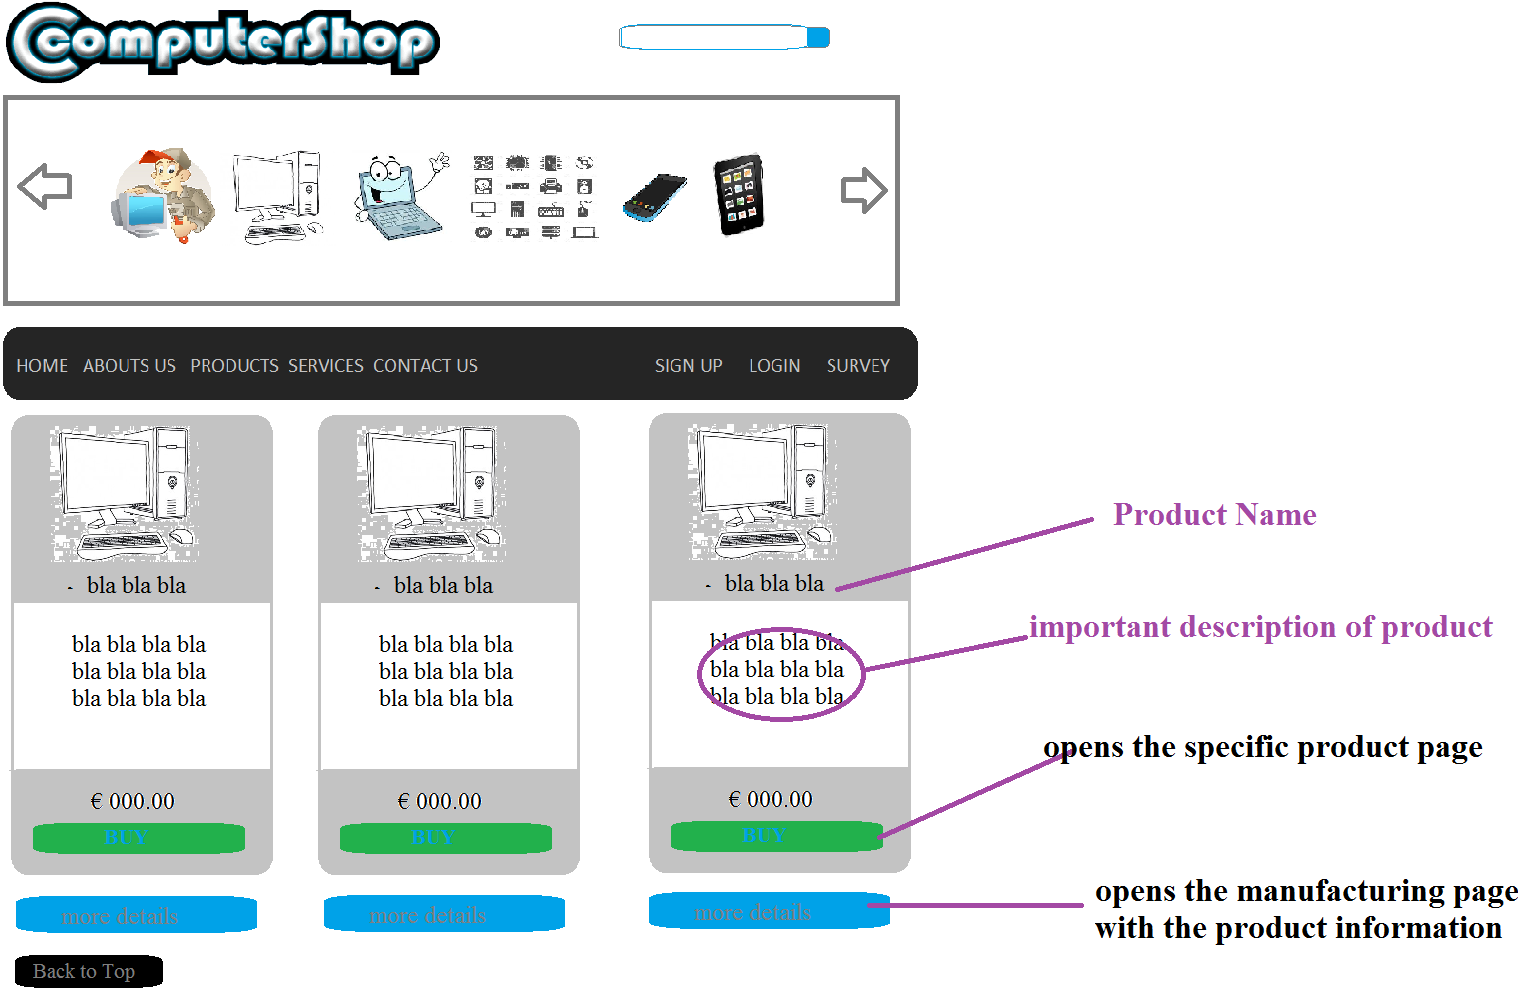 ComputerShop
HOME ABOUTS US PRODUCTS SERVICES CONTACT US SIGN UP LOGIN SURVEY
- bla bla bla
bla bla bla bla
bla bla bla bla
bla bla bla bla
€ 000.00
BUY
more details
- bla bla bla
bla bla bla bla
bla bla bla bla
bla bla bla bla
€ 000.00
BUY
more details
- bla bla bla
bla bla bla bla
bla bla bla bla
bla bla bla bla
€ 000.00
BUY
more details
Product Name
important description of product
opens the specific product page
opens the manufacturing page
with the product information
Back to Top